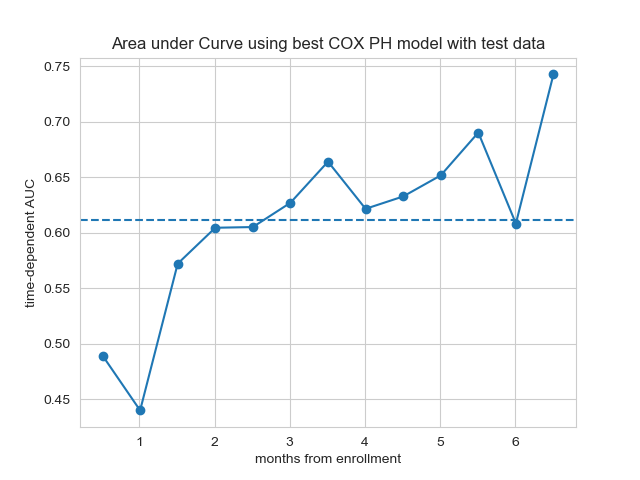 Area under Curve using best COX PH model with test data
time-dependent AUC
0.75
0.70
0.65
0.60
0.55
0.50
0.45
1 2 3 4 5 6
months from enrollment